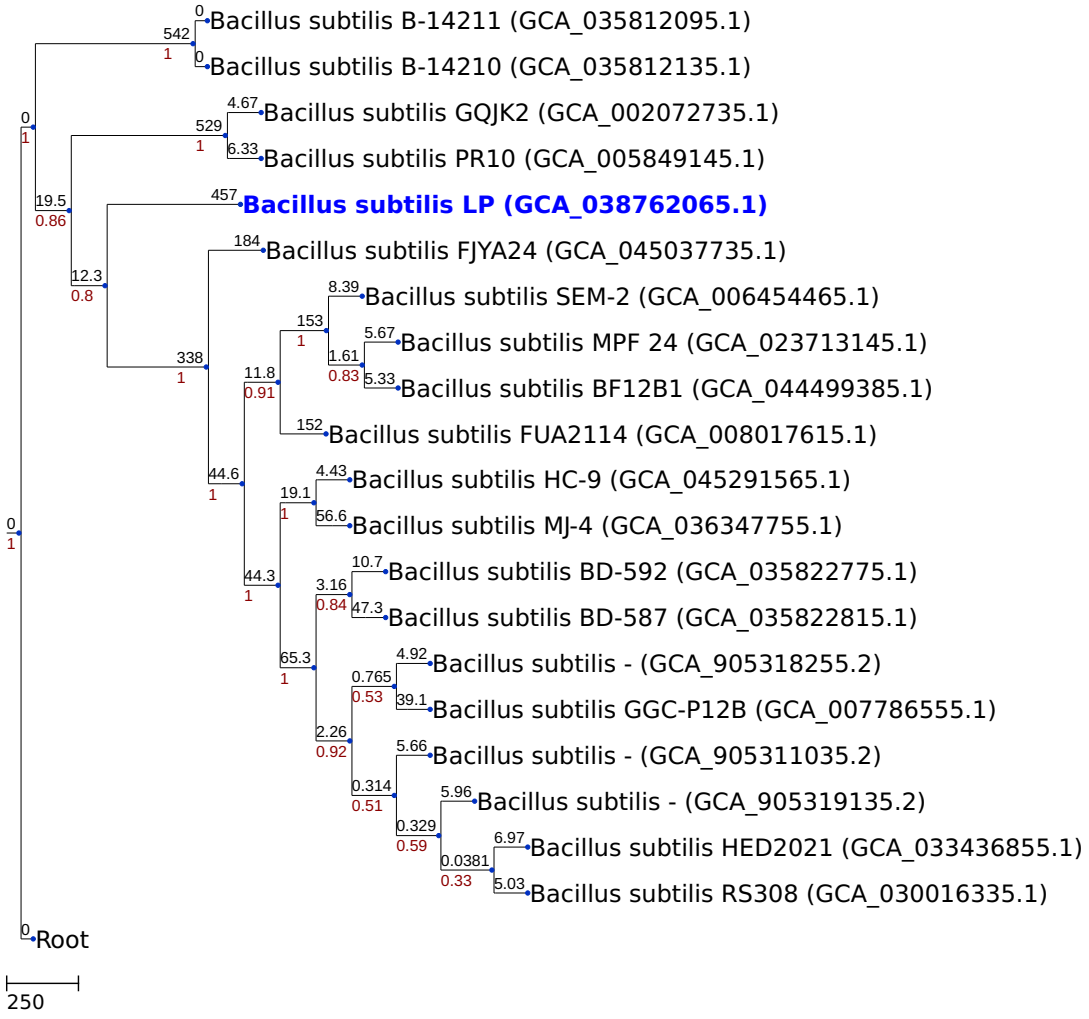 0
Bacillus subtilis B-14211 (GCA_035812095.1)
542
1
0
Bacillus subtilis B-14210 (GCA_035812135.1)
4.67
Bacillus subtilis GQJK2 (GCA_002072735.1)
0
1
529
1
6.33
Bacillus subtilis PR10 (GCA_005849145.1)
19.5
0.86
457
Bacillus subtilis LP (GCA_038762065.1)
184
Bacillus subtilis FJYA24 (GCA_045037735.1)
12.3
0.8
8.39
Bacillus subtilis SEM-2 (GCA_006454465.1)
153
1
5.67
Bacillus subtilis MPF 24 (GCA_023713145.1)
338
1
1.61
0.83
11.8
0.91
5.33
Bacillus subtilis BF12B1 (GCA_044499385.1)
152
Bacillus subtilis FUA2114 (GCA_008017615.1)
44.6
1
4.43
Bacillus subtilis HC-9 (GCA_045291565.1)
19.1
1
0
1
56.6
Bacillus subtilis MJ-4 (GCA_036347755.1)
10.7
Bacillus subtilis BD-592 (GCA_035822775.1)
44.3
1
3.16
0.84
47.3
Bacillus subtilis BD-587 (GCA_035822815.1)
65.3
1
4.92
Bacillus subtilis - (GCA_905318255.2)
0.765
0.53
39.1
Bacillus subtilis GGC-P12B (GCA_007786555.1)
2.26
0.92
5.66
Bacillus subtilis - (GCA_905311035.2)
0.314
0.51
5.96
Bacillus subtilis - (GCA_905319135.2)
0.329
0.59
6.97
Bacillus subtilis HED2021 (GCA_033436855.1)
0.0381
0.33
5.03
Bacillus subtilis RS308 (GCA_030016335.1)
0
Root
250